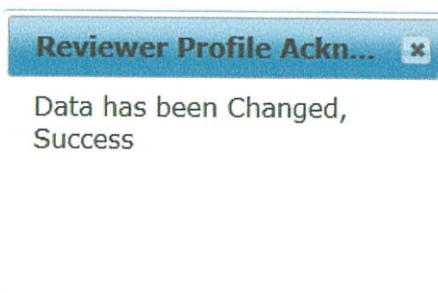 Reviewer Profile Ackn...
Data has been Changed,
Success